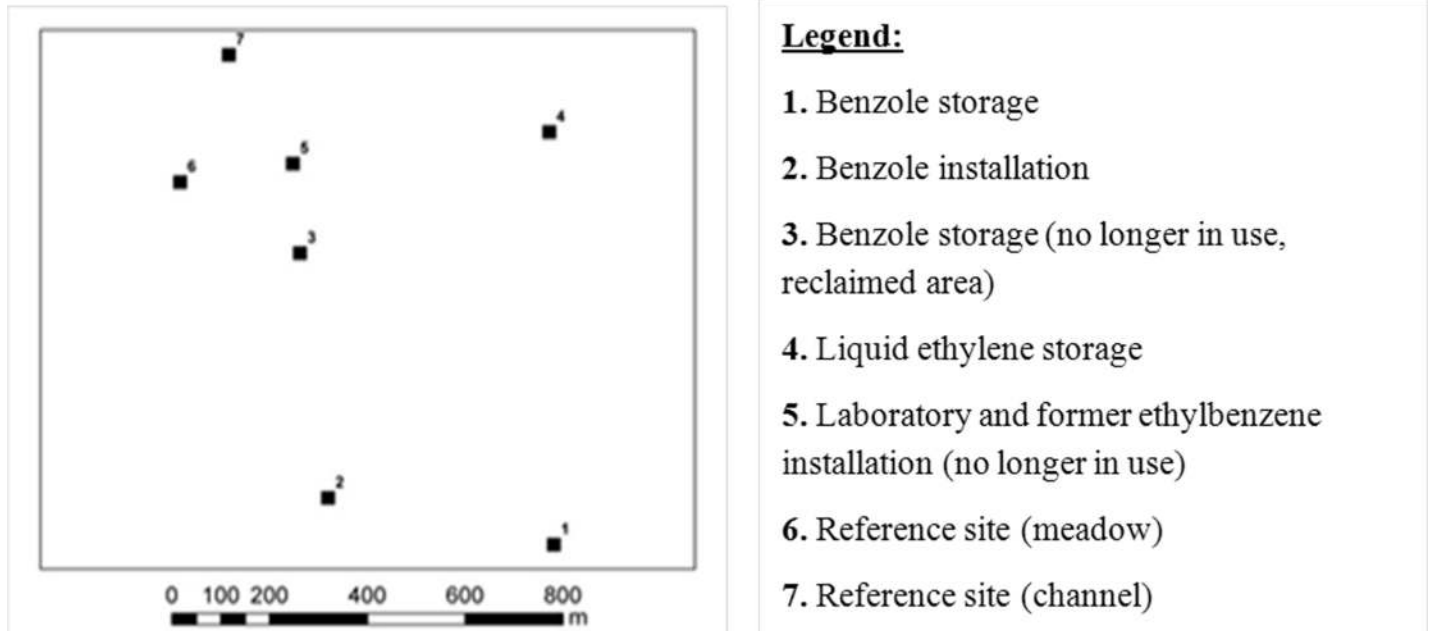 7
4
5
6
3
2
1
0 100 200 400 600 800
m
Legend:
1. Benzole storage
2. Benzole installation
3. Benzole storage (no longer in use,
reclaimed area)
4. Liquid ethylene storage
5. Laboratory and former ethylbenzene
installation (no longer in use)
6. Reference site (meadow)
7. Reference site (channel)